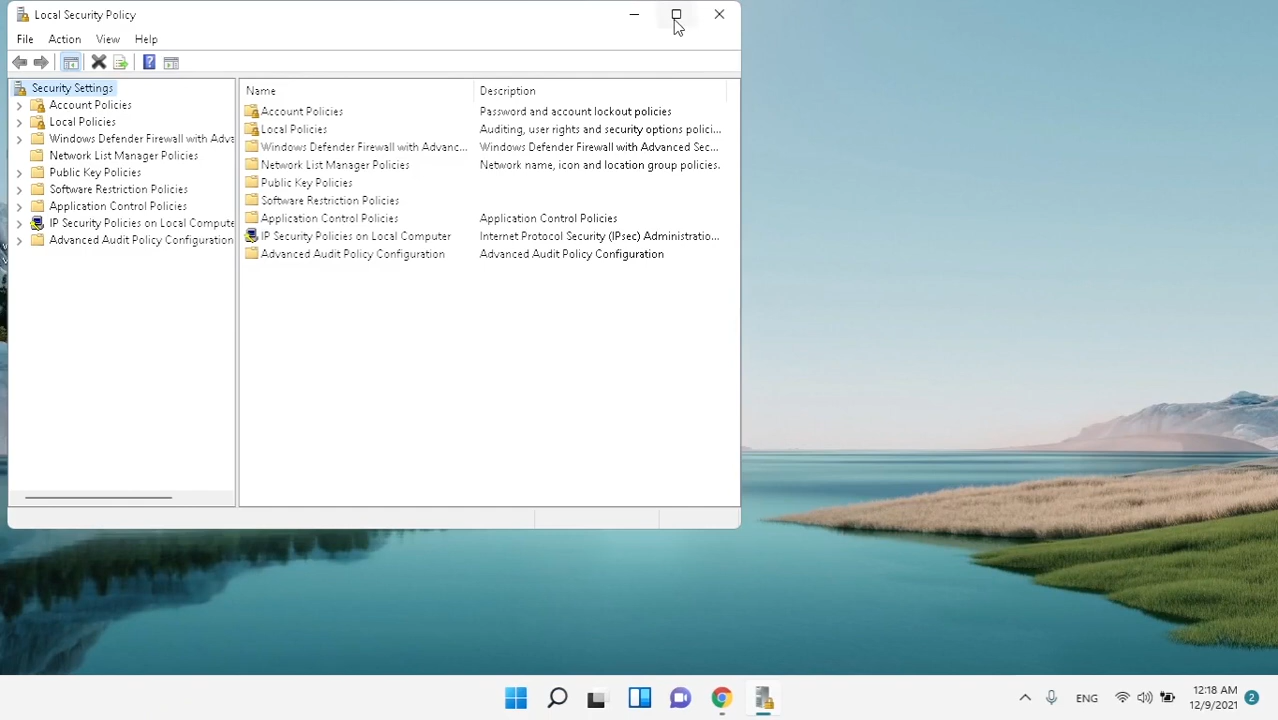 Local Security Policy
File Action View Help
Security Settings
Account Policies
Local Policies
Windows Defender Firewall with Adva
Network List Manager Policies
Public Key Policies
Software Restriction Policies
Application Control Policies
IP Security Policies on Local Compute
Advanced Audit Policy Configuration
Name Description
Account Policies Password and account lockout policies
Local Policies Auditing, user rights and security options polici...
Windows Defender Firewall with Advanc... Windows Defender Firewall with Advanced Sec...
Network List Manager Policies Network name, icon and location group policies.
Public Key Policies
Software Restriction Policies
Application Control Policies Application Control Policies
IP Security Policies on Local Computer Internet Protocol Security (IPsec) Administratio...
Advanced Audit Policy Configuration Advanced Audit Policy Configuration
ENG
12:18 AM
12/9/2021
2